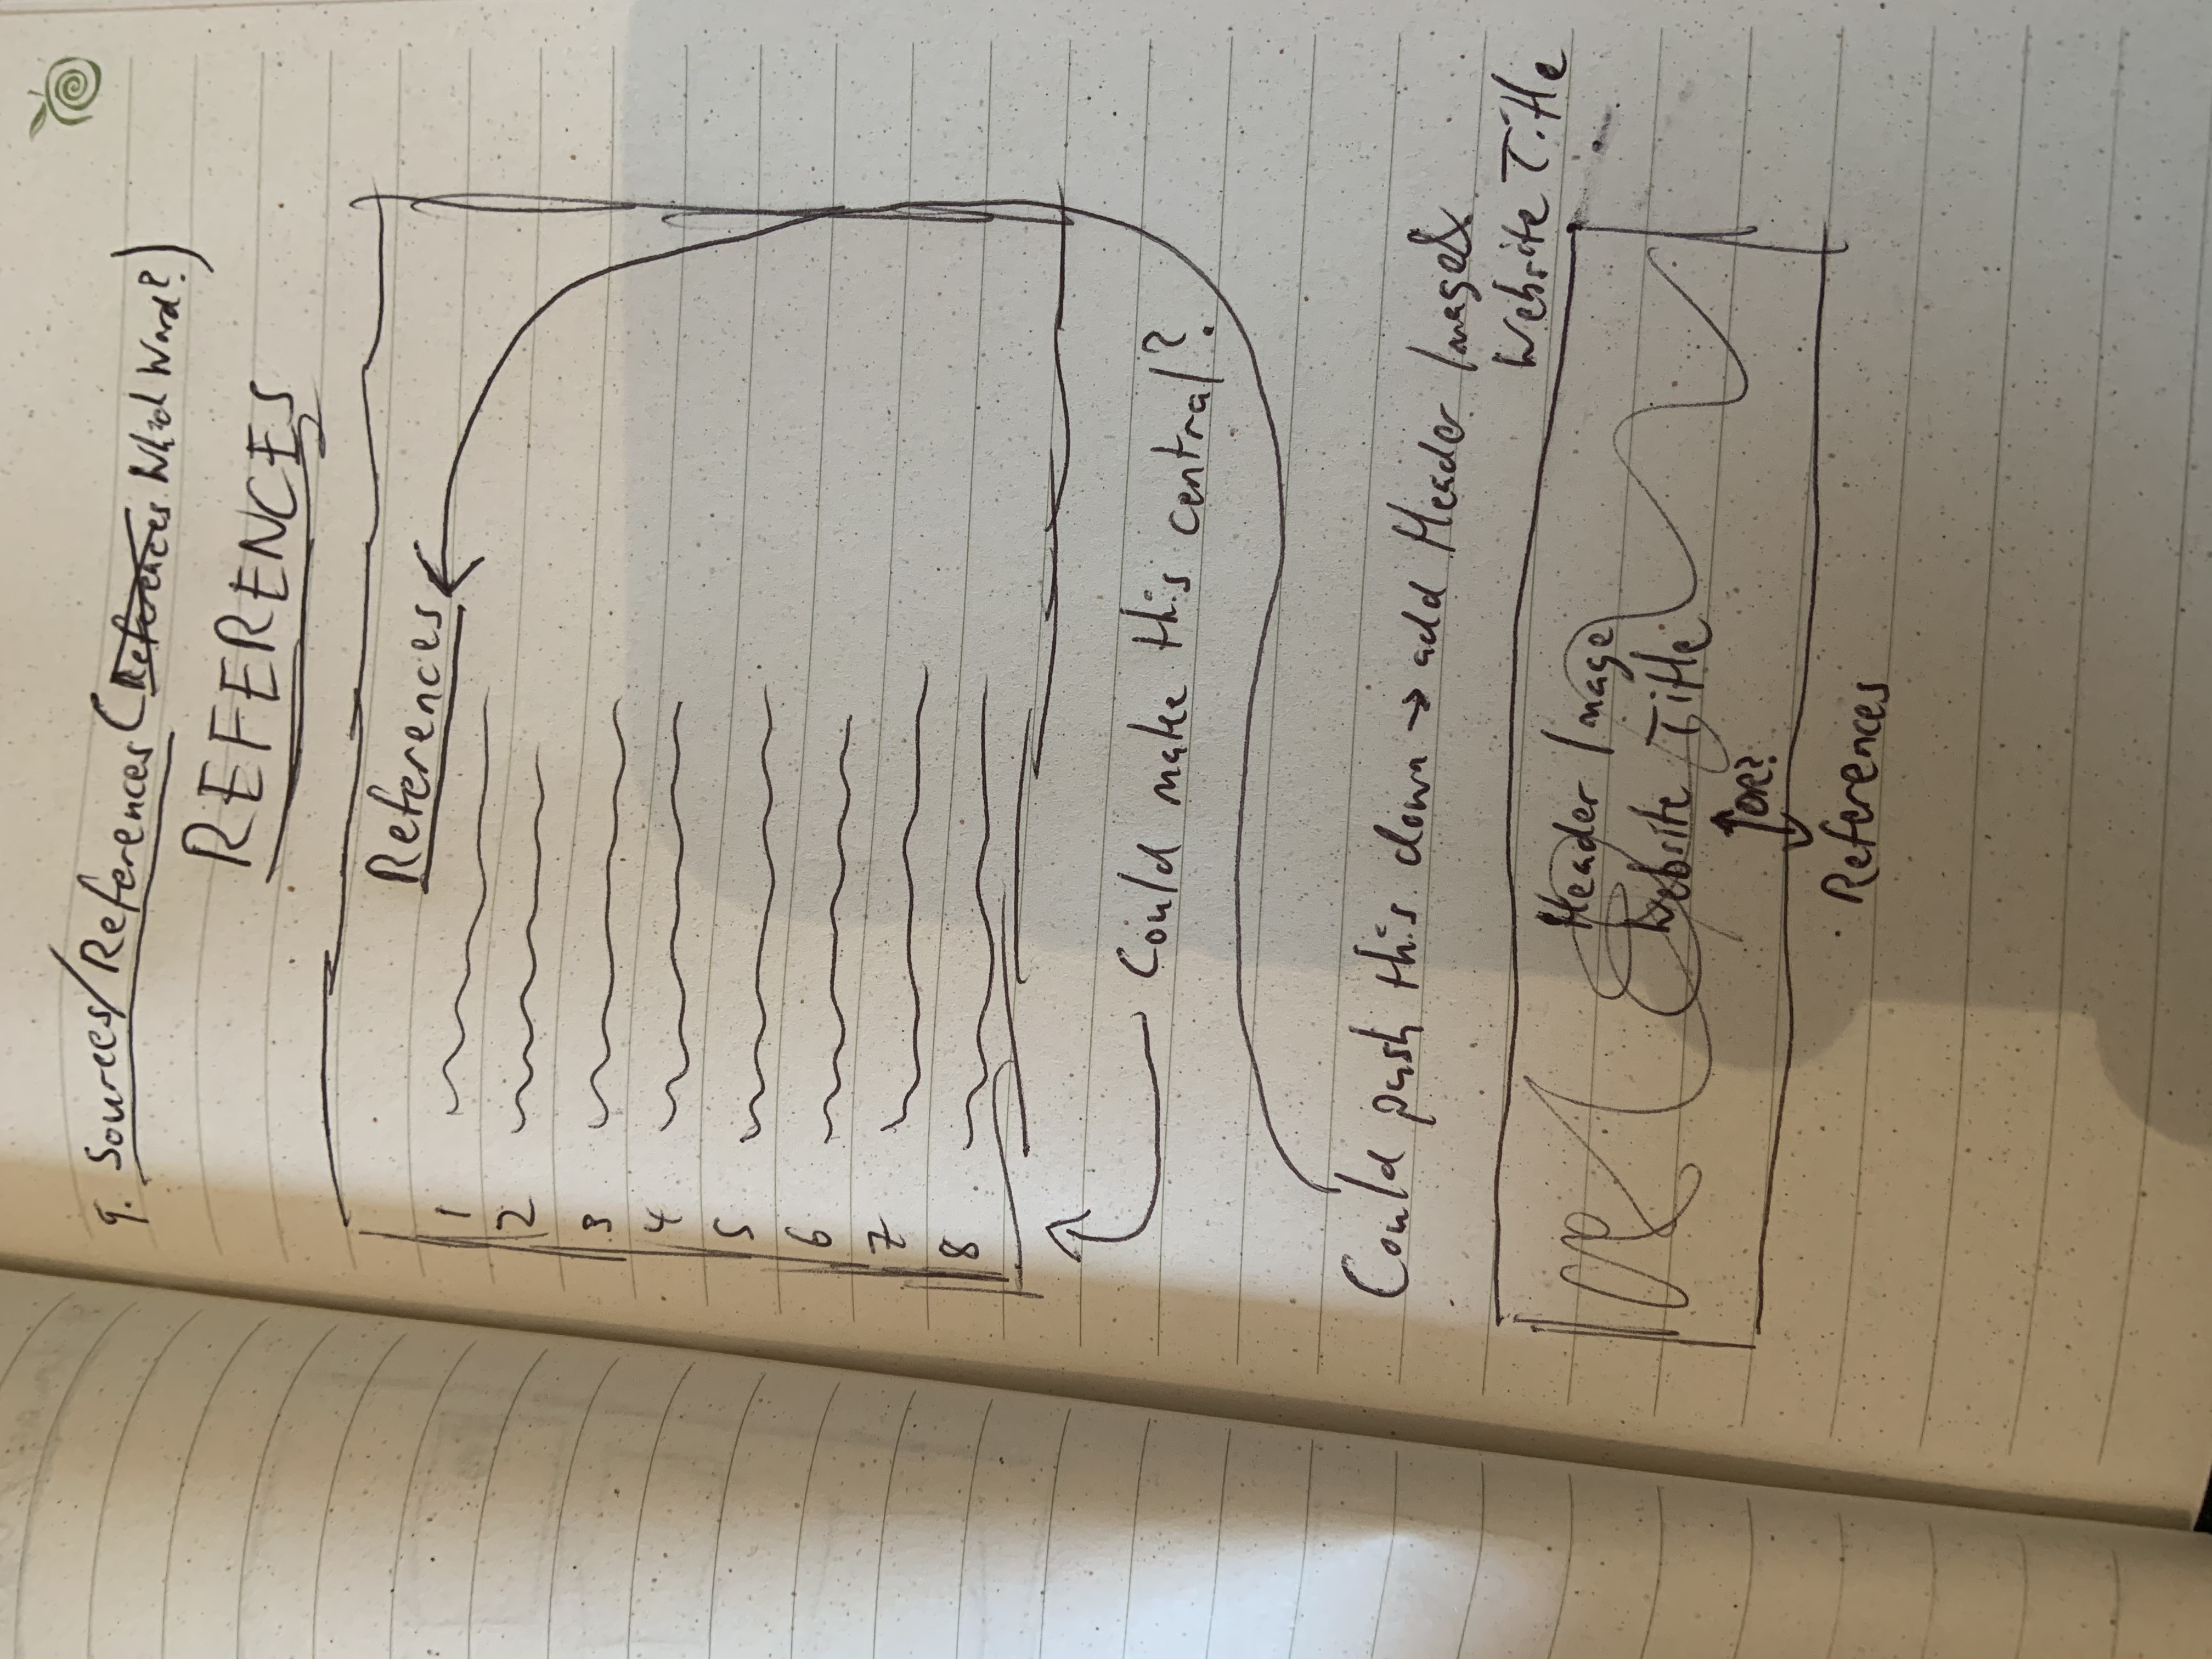 9. Sources/References (References Which Word?)
REFERENCES
References
1
2
3
4
5
6
7
8
Could make this central?
Could push this down → add Header Image &
Website Title
Header Image
Website Title
OR?
References